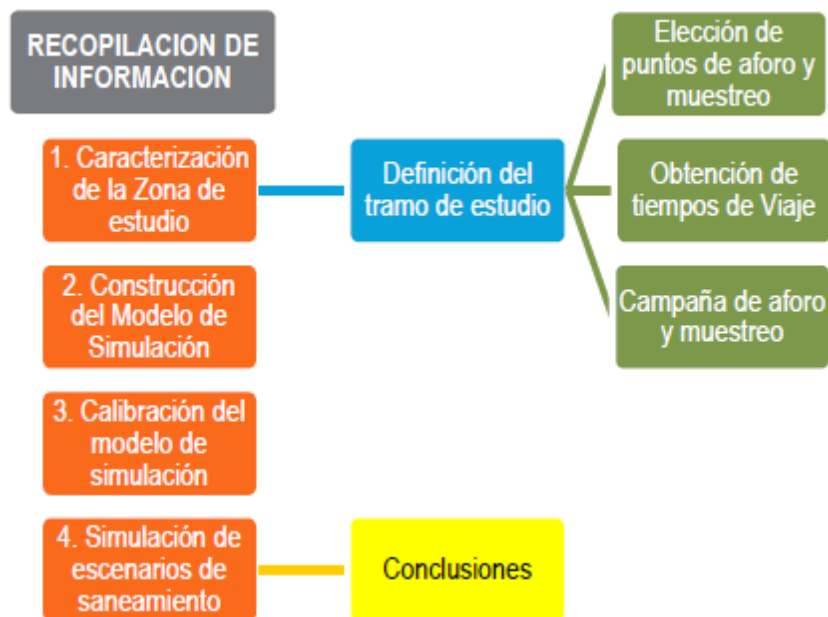 RECOPILACION DE
INFORMACION
1. Caracterización
de la Zona de
estudio
Definición del
tramo de estudio
Elección de
puntos de aforo y
muestreo
Obtención de
tiempos de Viaje
Campaña de aforo
y muestreo
2. Construcción
del Modelo de
Simulación
3. Calibración del
modelo de
simulación
4. Simulación de
escenarios de
saneamiento
Conclusiones